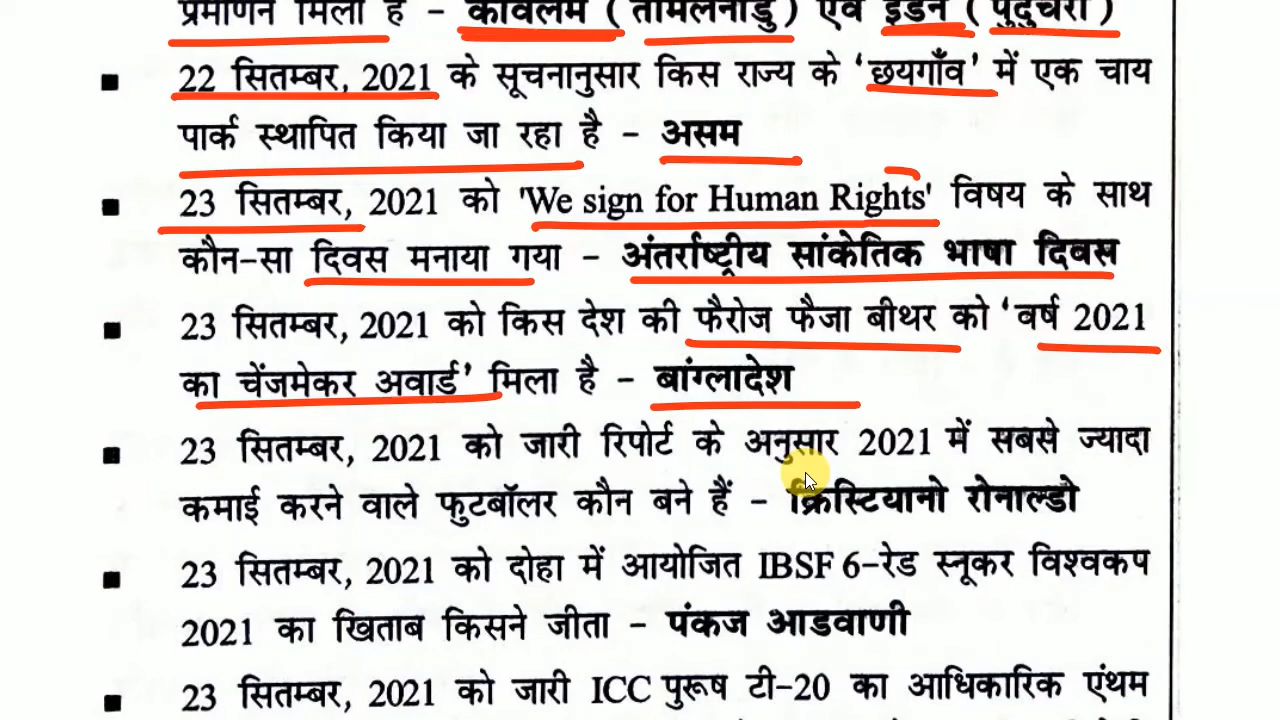 प्रमाणन मिला है – कोवलम (तमिलनाडु) एवं इडेन (पुदुचेरी)
■ 22 सितम्बर, 2021 के सूचनानुसार किस राज्य के ‘छयगाँव’ में एक चाय
पार्क स्थापित किया जा रहा है – असम
■ 23 सितम्बर, 2021 को 'We sign for Human Rights' विषय के साथ
कौन-सा दिवस मनाया गया – अंतर्राष्ट्रीय सांकेतिक भाषा दिवस
■ 23 सितम्बर, 2021 को किस देश की फैरोज फैजा बीथर को ‘वर्ष 2021
का चेंजमेकर अवार्ड’ मिला है – बांग्लादेश
■ 23 सितम्बर, 2021 को जारी रिपोर्ट के अनुसार 2021 में सबसे ज्यादा
कमाई करने वाले फुटबॉलर कौन बने हैं – क्रिस्टियानो रोनाल्डो
■ 23 सितम्बर, 2021 को दोहा में आयोजित IBSF 6-रेड स्नूकर विश्वकप
2021 का खिताब किसने जीता – पंकज आडवाणी
■ 23 सितम्बर, 2021 को जारी ICC पुरूष टी-20 का आधिकारिक एंथम